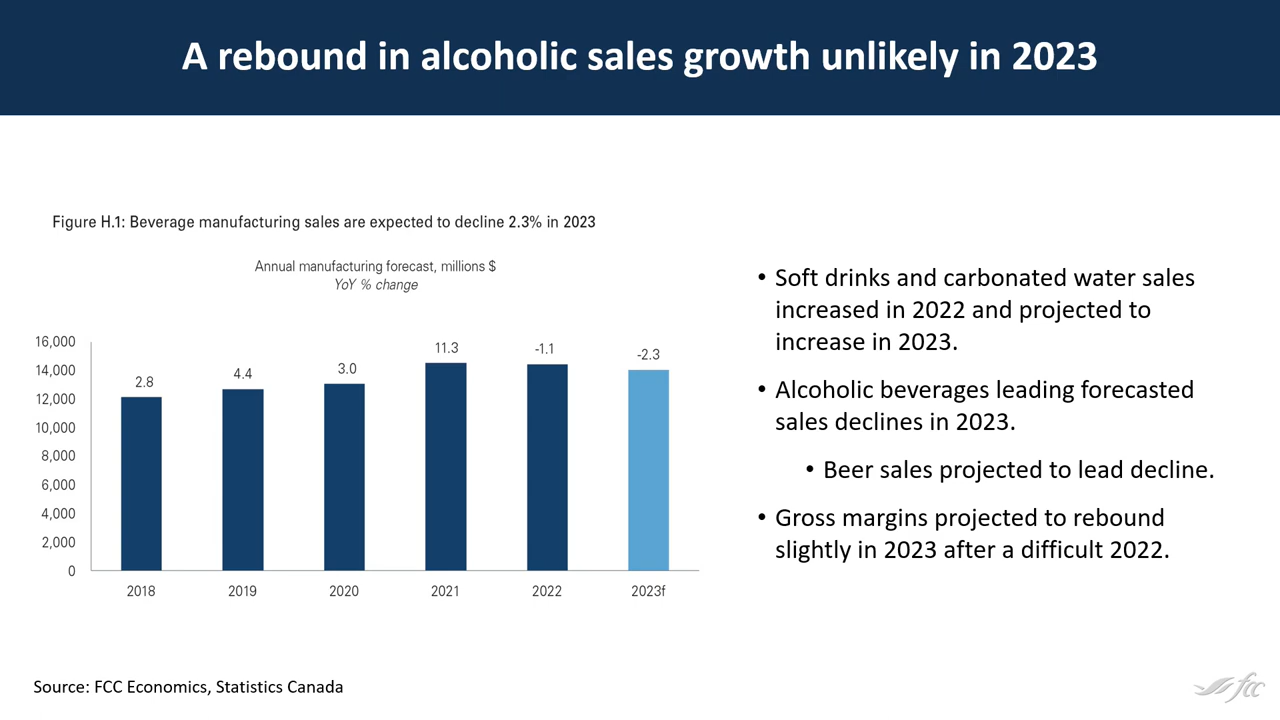 A rebound in alcoholic sales growth unlikely in 2023
Figure H.1: Beverage manufacturing sales are expected to decline 2.3% in 2023
Annual manufacturing forecast, millions $
YoY % change
16,000
14,000
12,000
10,000
8,000
6,000
4,000
2,000
0
2.8
4.4
3.0
11.3
-1.1
-2.3
2018
2019
2020
2021
2022
2023f
• Soft drinks and carbonated water sales
increased in 2022 and projected to
increase in 2023.
• Alcoholic beverages leading forecasted
sales declines in 2023.
• Beer sales projected to lead decline.
• Gross margins projected to rebound
slightly in 2023 after a difficult 2022.
Source: FCC Economics, Statistics Canada
fcc